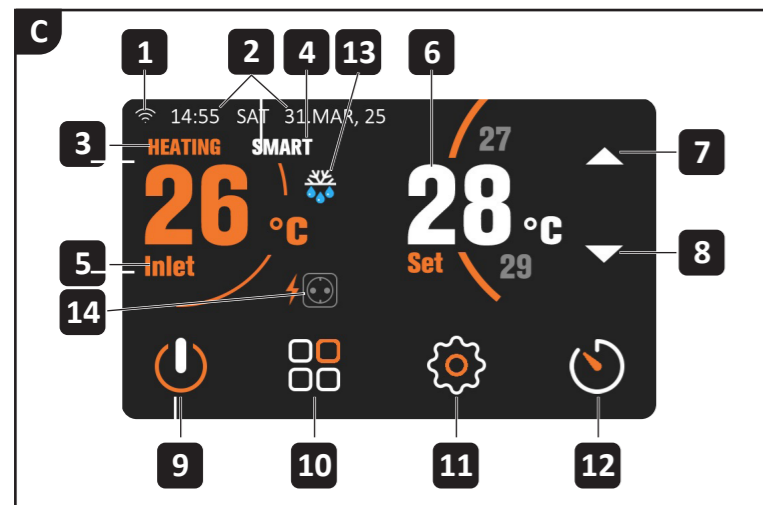 C
1 2 4 13 6
14:55 SAT 31.MAR, 25
3 HEATING SMART 27 7
26 °C 28 °C
5 Inlet Set 29 8
14
9 10 11 12